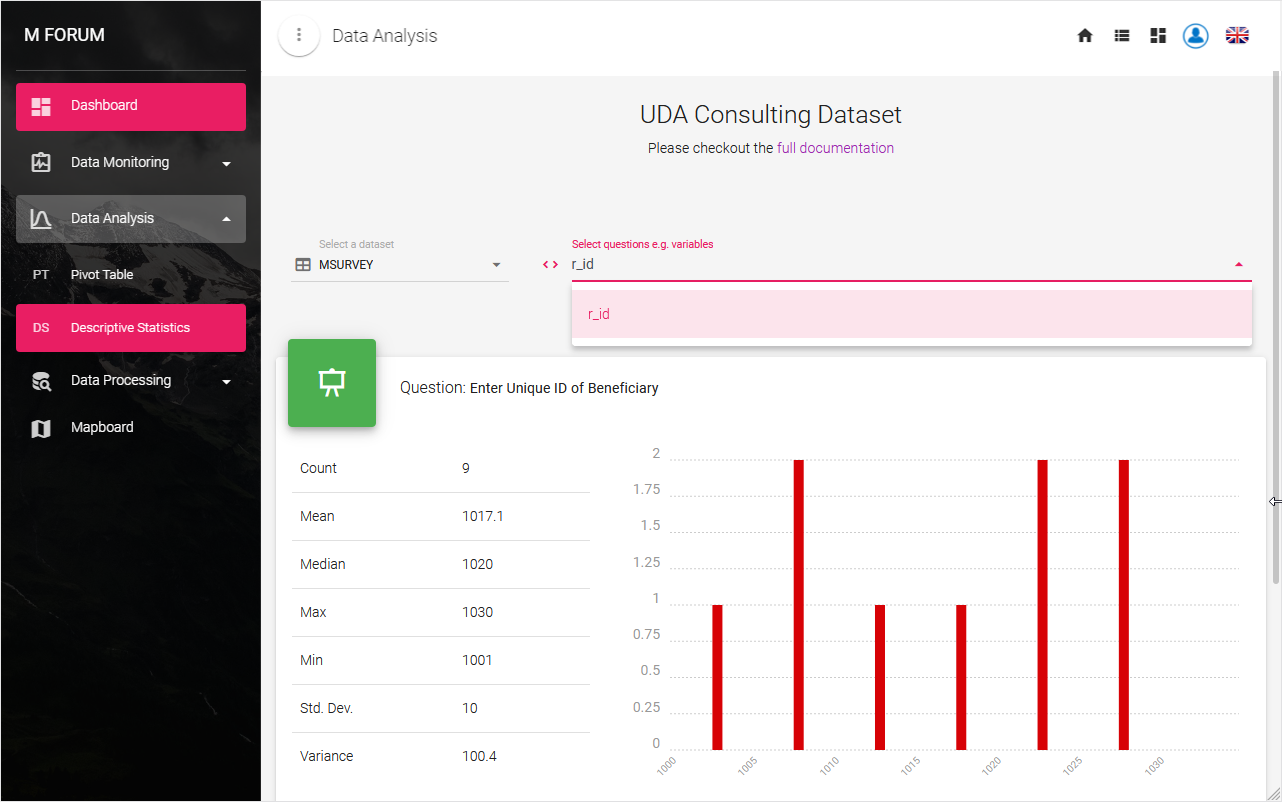 M FORUM
Data Analysis
Dashboard
Data Monitoring
Data Analysis
PT Pivot Table
DS Descriptive Statistics
Data Processing
Mapboard
UDA Consulting Dataset
Please checkout the full documentation
Select a dataset
MSURVEY
Select questions e.g. variables
r_id
r_id
Question: Enter Unique ID of Beneficiary
Count 9
Mean 1017.1
Median 1020
Max 1030
Min 1001
Std. Dev. 10
Variance 100.4
2
1.75
1.5
1.25
1
0.75
0.5
0.25
0
1000 1005 1010 1015 1020 1025 1030